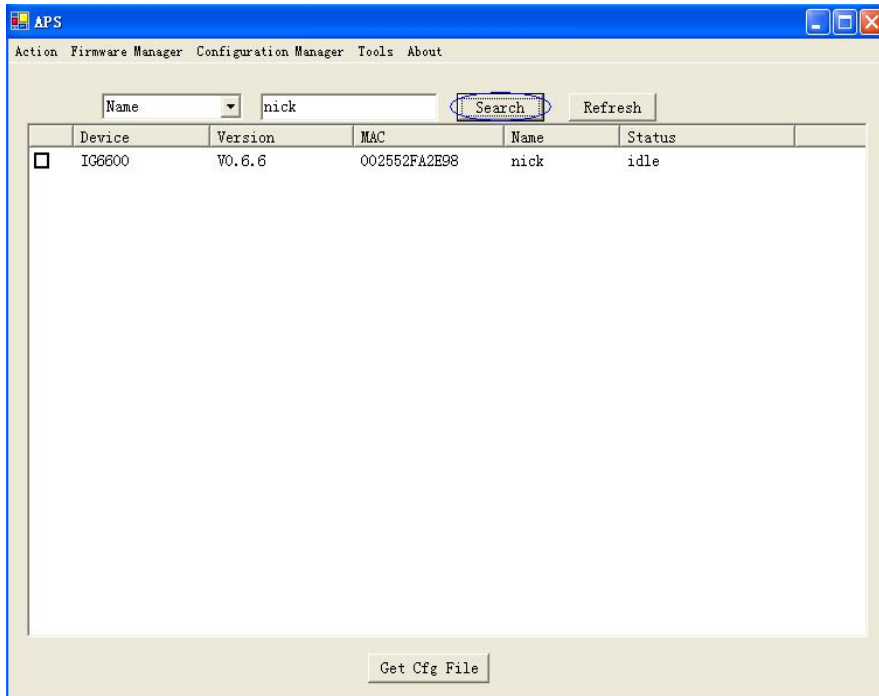 APS
Action Firmware Manager Configuration Manager Tools About
Name nick Search Refresh
Device Version MAC Name Status
IG6600 V0.6.6 002552FA2E98 nick idle
Get Cfg File